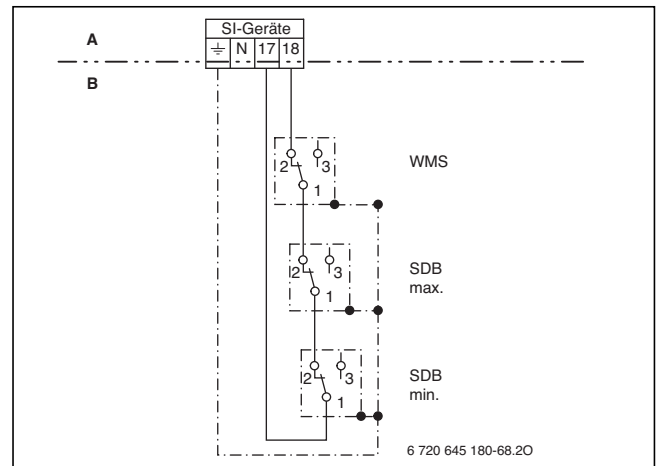 SI-Geräte
A
N 17 18
B
2 3
1
WMS
2 3
1
SDB
max.
2 3
1
SDB
min.
6 720 645 180-68.2O